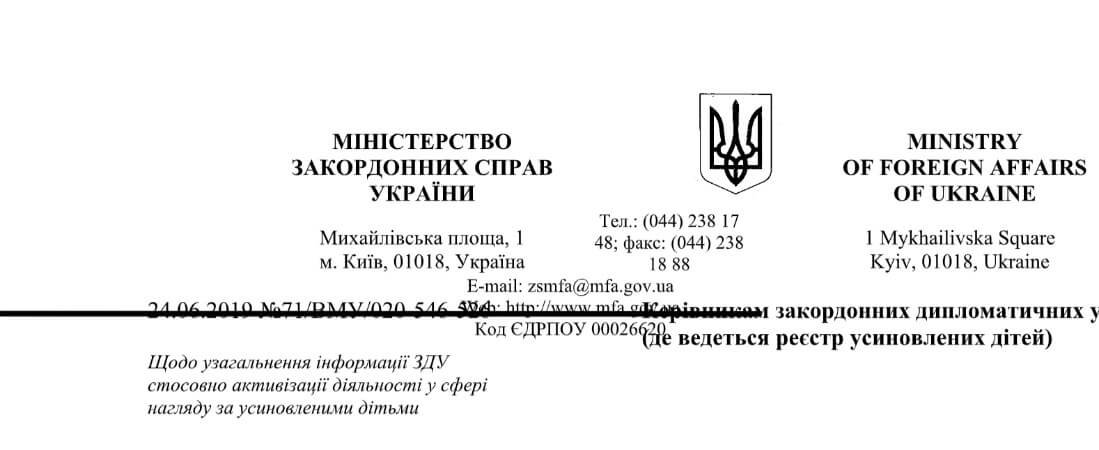 МІНІСТЕРСТВО
ЗАКОРДОННИХ СПРАВ
УКРАЇНИ
Михайлівська площа, 1
м. Київ, 01018, Україна
Тел.: (044) 238 17
48; факс: (044) 238
18 88
E-mail: zsmfa@mfa.gov.ua
Web: http://www.mfa.gov.ua
Код ЄДРПОУ 00026620
MINISTRY
OF FOREIGN AFFAIRS
OF UKRAINE
1 Mykhailivska Square
Kyiv, 01018, Ukraine
24.06.2019 №71/ВМУ/020-546-526
Керівникам закордонних дипломатичних у
(де ведеться реєстр усиновлених дітей)
Щодо узагальнення інформації ЗДУ
стосовно активізації діяльності у сфері
нагляду за усиновленими дітьми